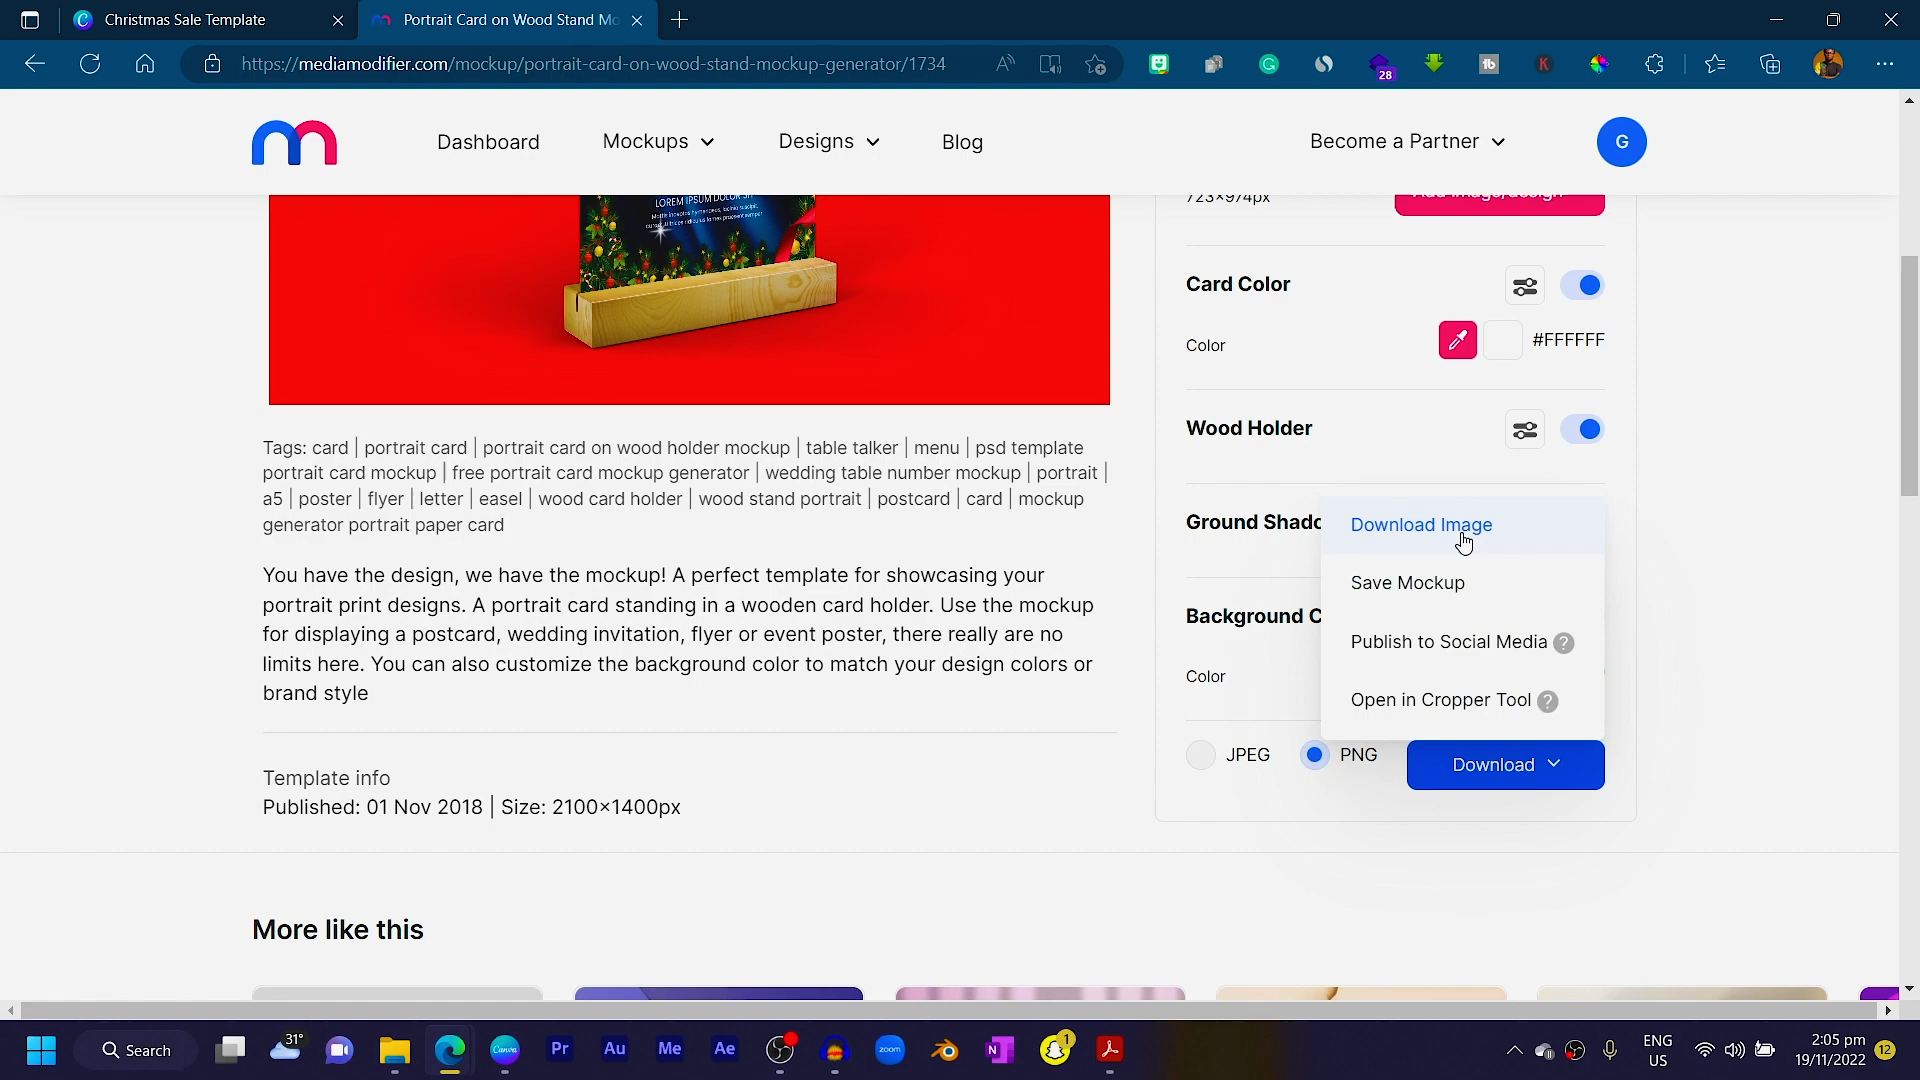 Christmas Sale Template
Portrait Card on Wood Stand Mo
https://mediamodifier.com/mockup/portrait-card-on-wood-stand-mockup-generator/1734
28
Dashboard
Mockups
Designs
Blog
Become a Partner
G
LOREM IPSUM DOLOR SIT
723×974px
Add image/design
Card Color
Color
#FFFFFF
Wood Holder
Ground Shado
Download Image
Save Mockup
Publish to Social Media ?
Open in Cropper Tool ?
Background C
Color
JPEG
PNG
Download
Tags: card | portrait card | portrait card on wood holder mockup | table talker | menu | psd template
portrait card mockup | free portrait card mockup generator | wedding table number mockup | portrait |
a5 | poster | flyer | letter | easel | wood card holder | wood stand portrait | postcard | card | mockup
generator portrait paper card
You have the design, we have the mockup! A perfect template for showcasing your
portrait print designs. A portrait card standing in a wooden card holder. Use the mockup
for displaying a postcard, wedding invitation, flyer or event poster, there really are no
limits here. You can also customize the background color to match your design colors or
brand style
Template info
Published: 01 Nov 2018 | Size: 2100×1400px
More like this
Search
31°
Canva
Pr
Au
Me
Ae
zoom
N
1
ENG
US
2:05 pm
19/11/2022
12